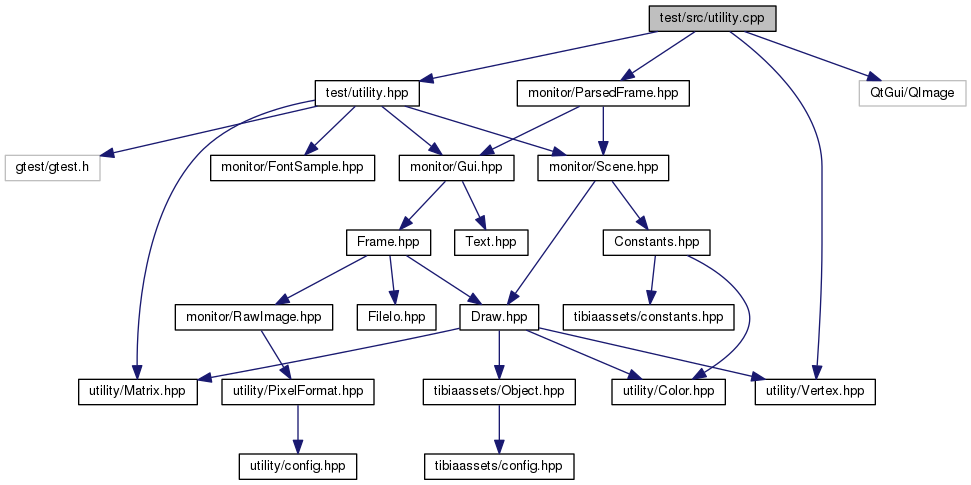 test/src/utility.cpp
test/utility.hpp
monitor/ParsedFrame.hpp
QtGui/QImage
gtest/gtest.h
monitor/FontSample.hpp
monitor/Gui.hpp
monitor/Scene.hpp
Frame.hpp
Text.hpp
Constants.hpp
monitor/RawImage.hpp
FileIo.hpp
Draw.hpp
tibiaassets/constants.hpp
utility/Matrix.hpp
utility/PixelFormat.hpp
tibiaassets/Object.hpp
utility/Color.hpp
utility/Vertex.hpp
utility/config.hpp
tibiaassets/config.hpp